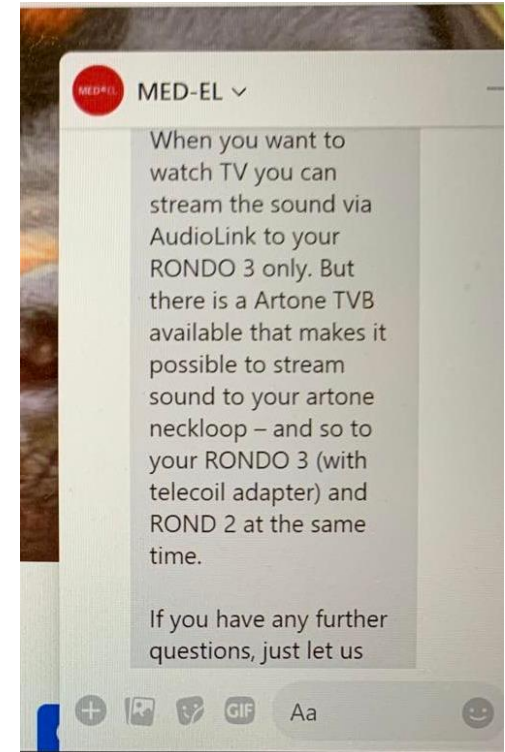 MED-EL
MED-EL
When you want to
watch TV you can
stream the sound via
AudioLink to your
RONDO 3 only. But
there is a Artone TVB
available that makes it
possible to stream
sound to your artone
neckloop – and so to
your RONDO 3 (with
telecoil adapter) and
ROND 2 at the same
time.
If you have any further
questions, just let us
GIF
Aa